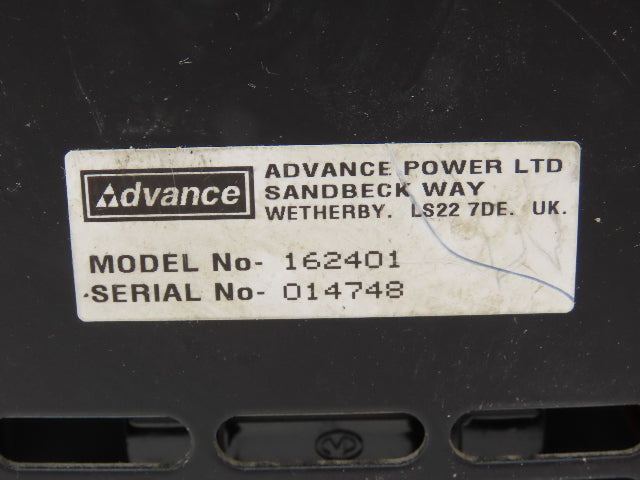 Advance
ADVANCE POWER LTD
SANDBECK WAY
WETHERBY. LS22 7DE. UK.
MODEL No- 162401
SERIAL No- 014748